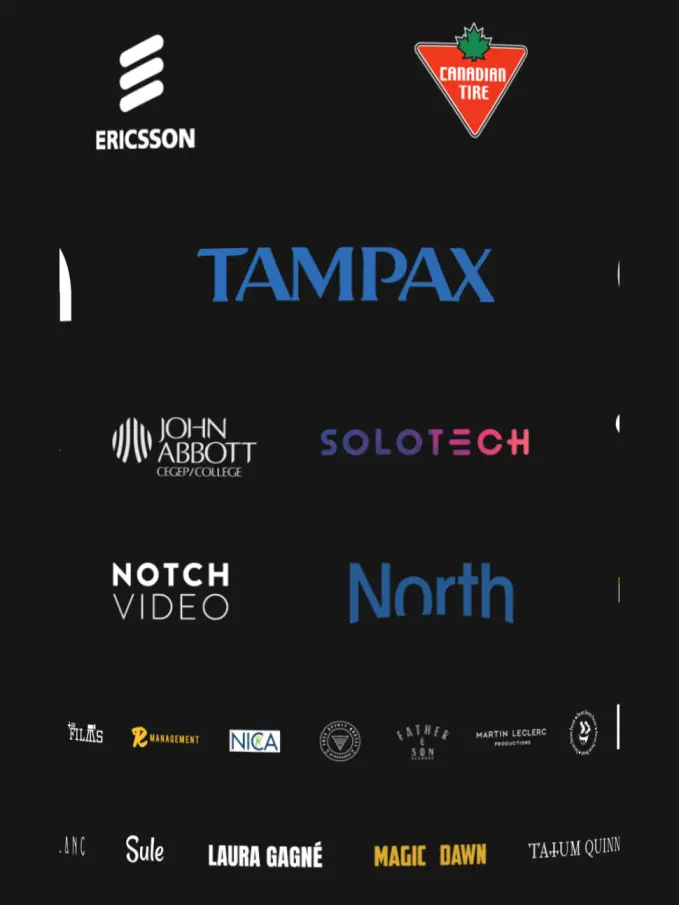 ERICSSON
CANADIAN
TIRE
TAMPAX
JOHN
ABBOTT
CEGEP/COLLEGE
SOLOTECH
NOTCH
VIDEO
North
FILMS
R MANAGEMENT
NICA
FATHER
&
SON
RECORDS
MARTIN LECLERC
PRODUCTIONS
Sule
LAURA GAGNÉ
MAGIC DAWN
TATUM QUINN